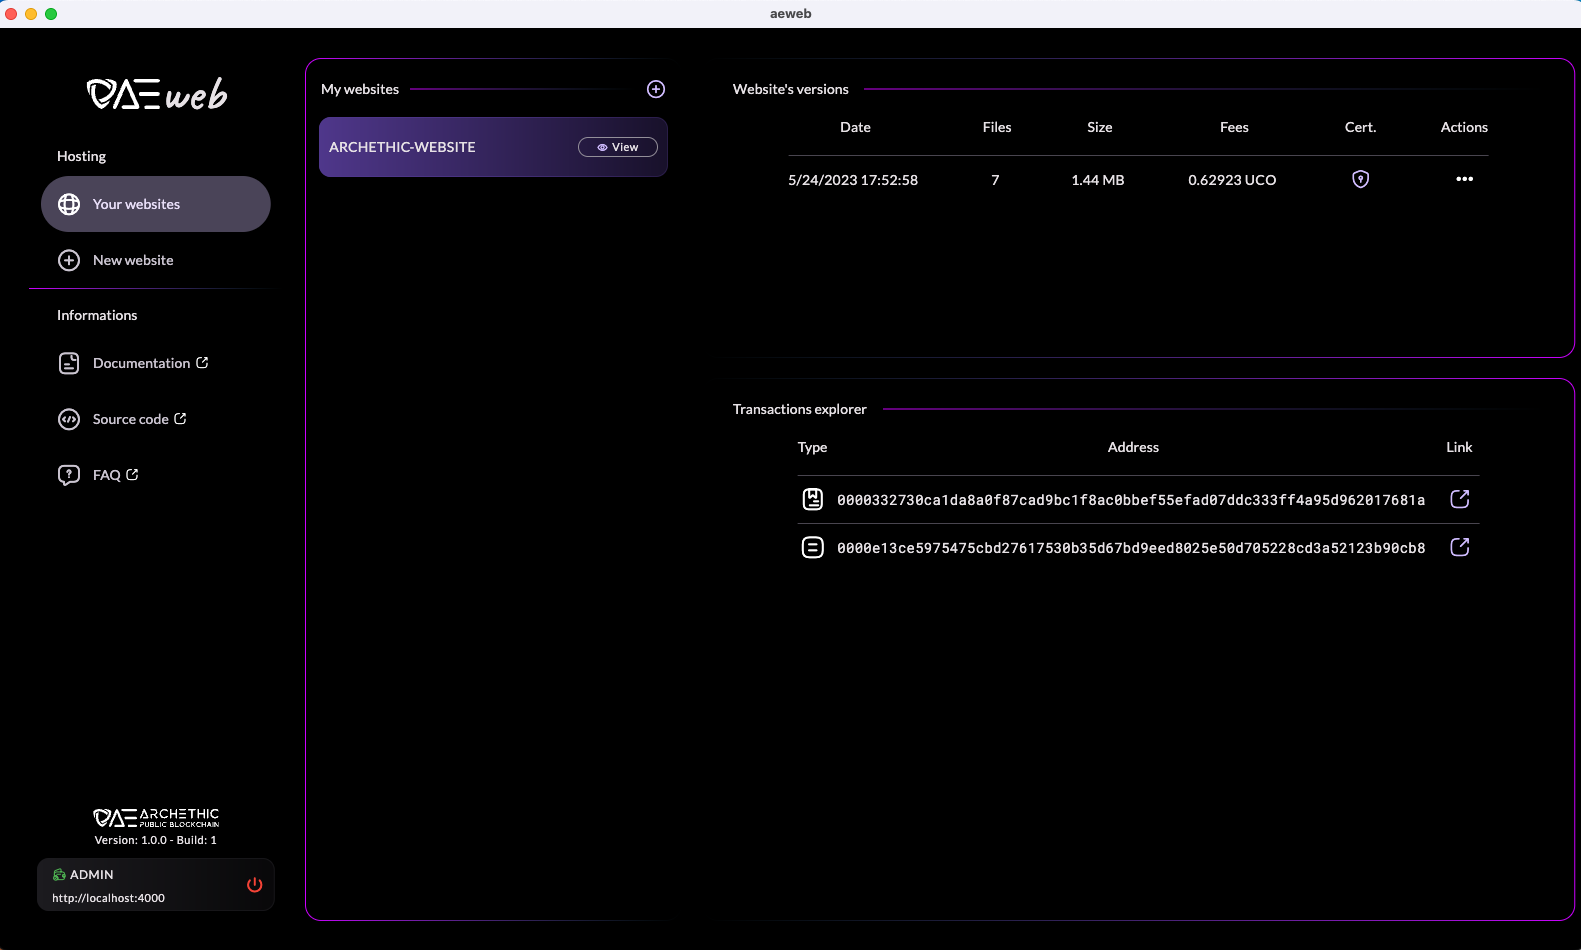 aeweb
AEweb
Hosting
Your websites
New website
Informations
Documentation
Source code
FAQ
ARCHETHIC
PUBLIC BLOCKCHAIN
Version: 1.0.0 - Build: 1
ADMIN
http://localhost:4000
My websites
ARCHETHIC-WEBSITE
View
Website's versions
Date Files Size Fees Cert. Actions
5/24/2023 17:52:58 7 1.44 MB 0.62923 UCO
Transactions explorer
Type Address Link
0000332730ca1da8a0f87cad9bc1f8ac0bbef55efad07ddc333ff4a95d962017681a
0000e13ce5975475cbd27617530b35d67bd9eed8025e50d705228cd3a52123b90cb8